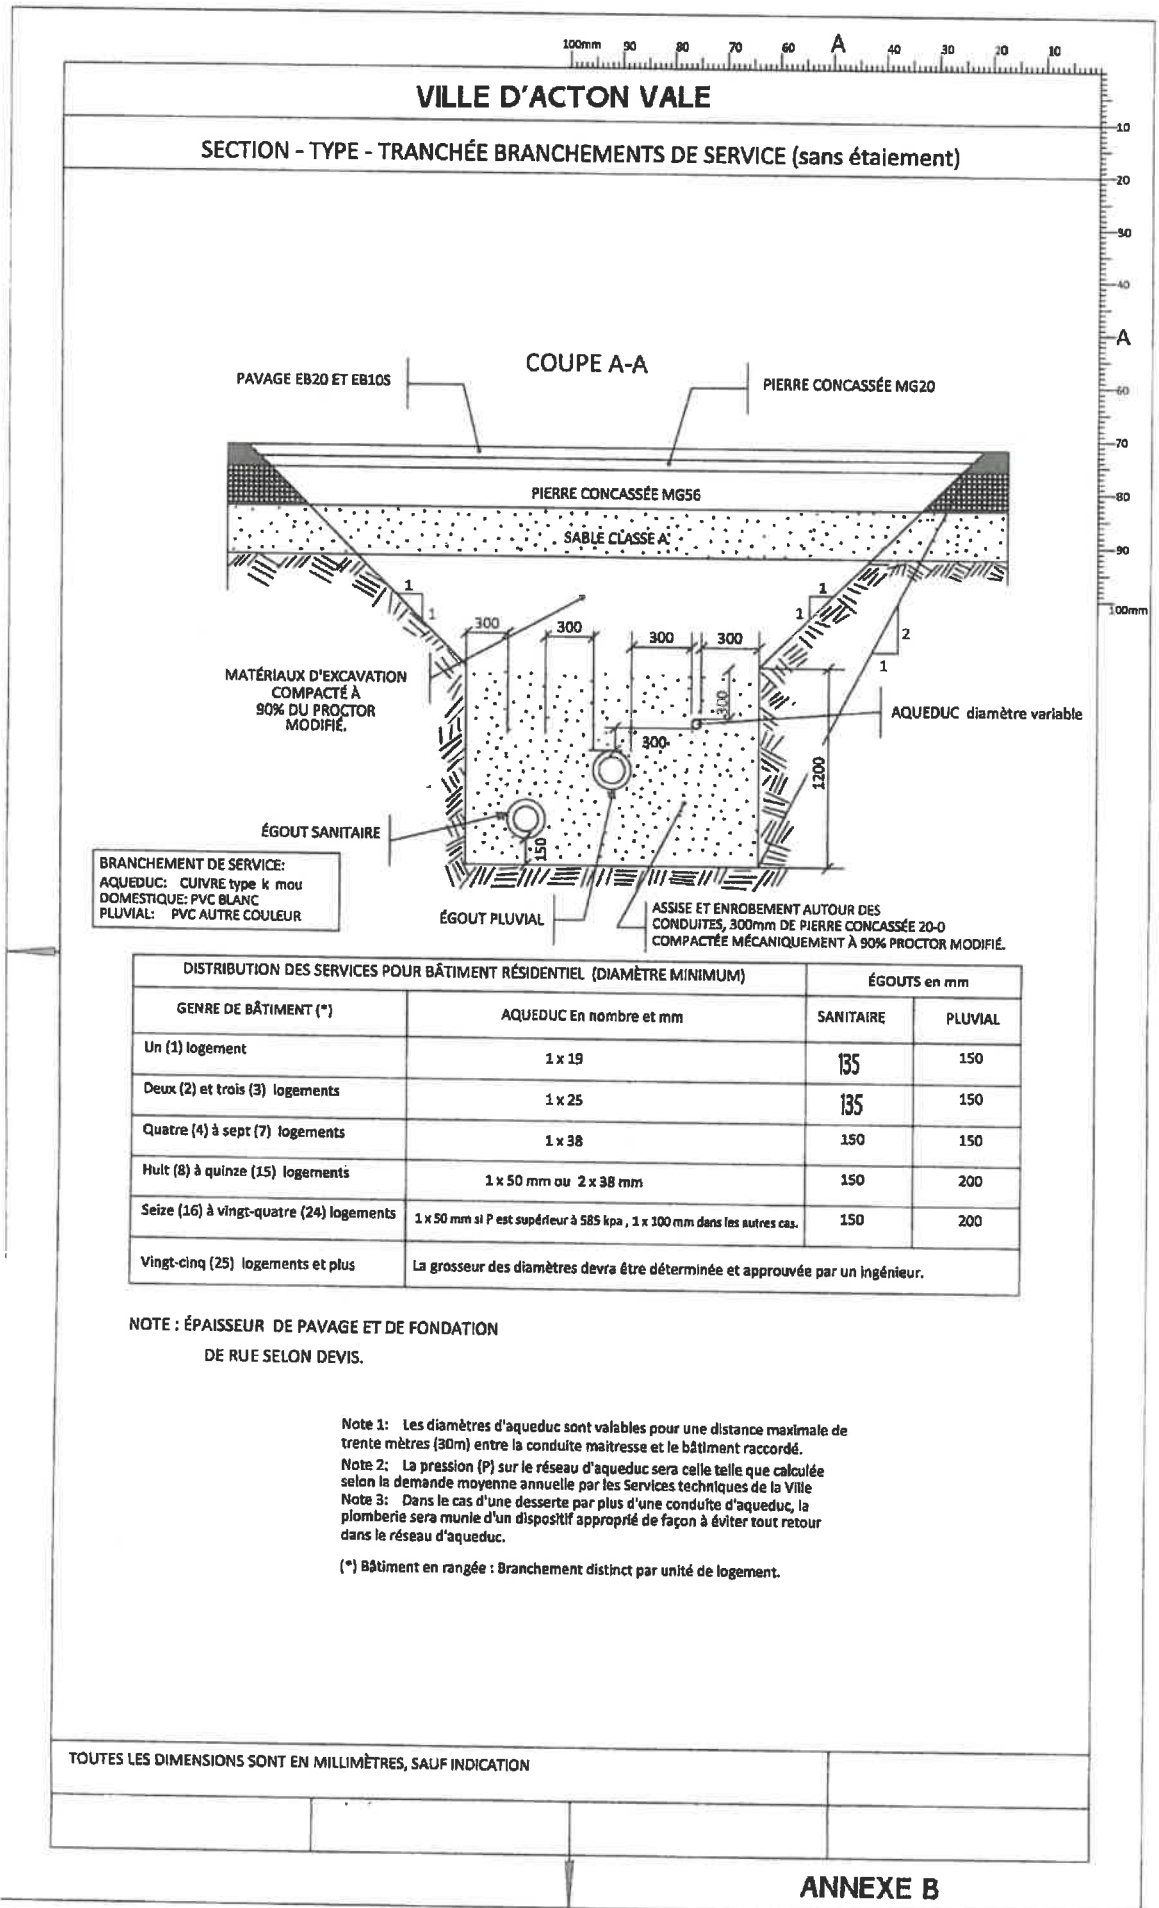 100mm 90 80 70 60 A 40 30 20 10
VILLE D'ACTON VALE
10
SECTION - TYPE - TRANCHÉE BRANCHEMENTS DE SERVICE (sans étaiement)
20
30
40
A
60
70
80
90
100mm
COUPE A-A
PAVAGE EB20 ET EB10S
PIERRE CONCASSÉE MG20
PIERRE CONCASSÉE MG56
SABLE CLASSE A
1
1
1
1
2
1
300
300
300
300
300
300
1200
150
MATÉRIAUX D'EXCAVATION
COMPACTÉ À
90% DU PROCTOR
MODIFIÉ.
AQUEDUC diamètre variable
ÉGOUT SANITAIRE
BRANCHEMENT DE SERVICE:
AQUEDUC: CUIVRE type k mou
DOMESTIQUE: PVC BLANC
PLUVIAL: PVC AUTRE COULEUR
ÉGOUT PLUVIAL
ASSISE ET ENROBEMENT AUTOUR DES
CONDUITES, 300mm DE PIERRE CONCASSÉE 20-0
COMPACTÉE MÉCANIQUEMENT À 90% PROCTOR MODIFIÉ.
DISTRIBUTION DES SERVICES POUR BÂTIMENT RÉSIDENTIEL (DIAMÈTRE MINIMUM) ÉGOUTS en mm
GENRE DE BÂTIMENT (*) AQUEDUC En nombre et mm SANITAIRE PLUVIAL
Un (1) logement 1 x 19 135 150
Deux (2) et trois (3) logements 1 x 25 135 150
Quatre (4) à sept (7) logements 1 x 38 150 150
Huit (8) à quinze (15) logements 1 x 50 mm ou 2 x 38 mm 150 200
Seize (16) à vingt-quatre (24) logements 1 x 50 mm si P est supérieur à 585 kpa , 1 x 100 mm dans les autres cas. 150 200
Vingt-cinq (25) logements et plus La grosseur des diamètres devra être déterminée et approuvée par un ingénieur.
NOTE : ÉPAISSEUR DE PAVAGE ET DE FONDATION
DE RUE SELON DEVIS.
Note 1: Les diamètres d'aqueduc sont valables pour une distance maximale de
trente mètres (30m) entre la conduite maitresse et le bâtiment raccordé.
Note 2: La pression (P) sur le réseau d'aqueduc sera celle telle que calculée
selon la demande moyenne annuelle par les Services techniques de la Ville
Note 3: Dans le cas d'une desserte par plus d'une conduite d'aqueduc, la
plomberie sera munie d'un dispositif approprié de façon à éviter tout retour
dans le réseau d'aqueduc.
(*) Bâtiment en rangée : Branchement distinct par unité de logement.
TOUTES LES DIMENSIONS SONT EN MILLIMÈTRES, SAUF INDICATION
ANNEXE B